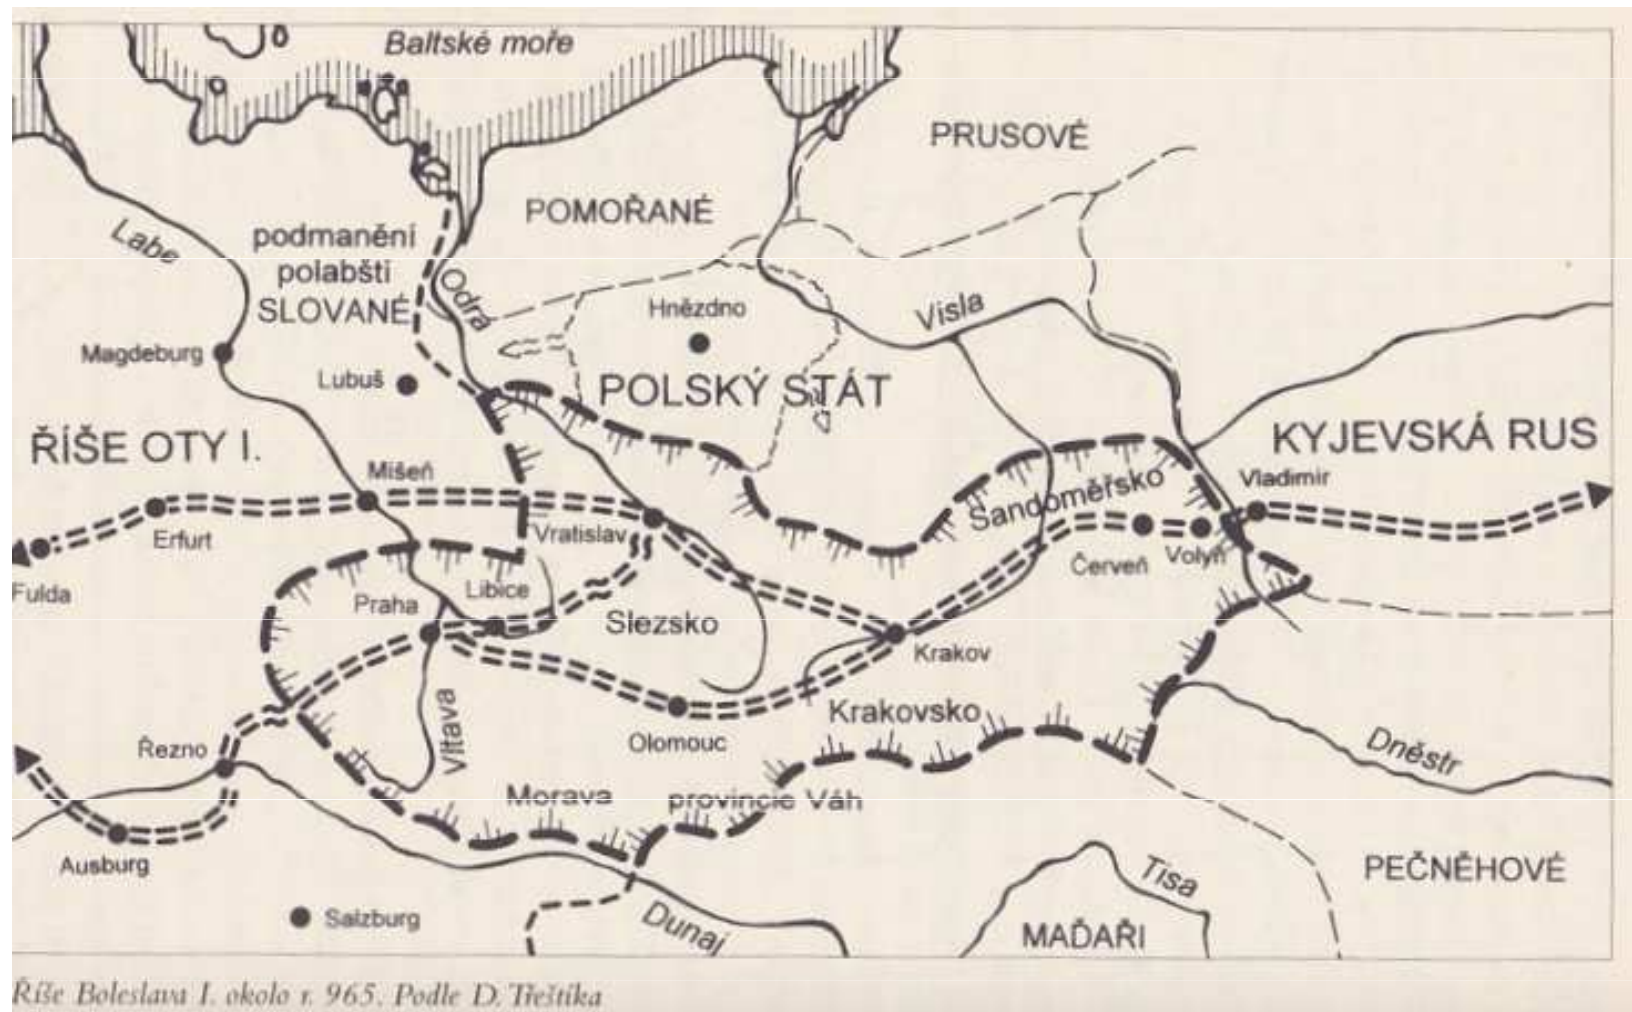 Baltské moře
PRUSOVÉ
POMOŘANÉ
Labe
podmanění
polabšti
SLOVANÉ
Odra
Hnězdno
Visla
Magdeburg
Lubuš
POLSKÝ STÁT
ŘÍŠE OTY I.
KYJEVSKÁ RUS
Mišeň
Sandoměřsko
Vladimir
Erfurt
Vratislav
Červeň
Volyň
Fulda
Praha
Libice
Slezsko
Krakov
Krakovsko
Vltava
Řezno
Olomouc
Dněstr
Morava
provincie Váh
Ausburg
PEČNĚHOVÉ
Tisa
Salzburg
Dunaj
MAĎAŘI
Říše Boleslava I. okolo r. 965. Podle D. Třeštíka